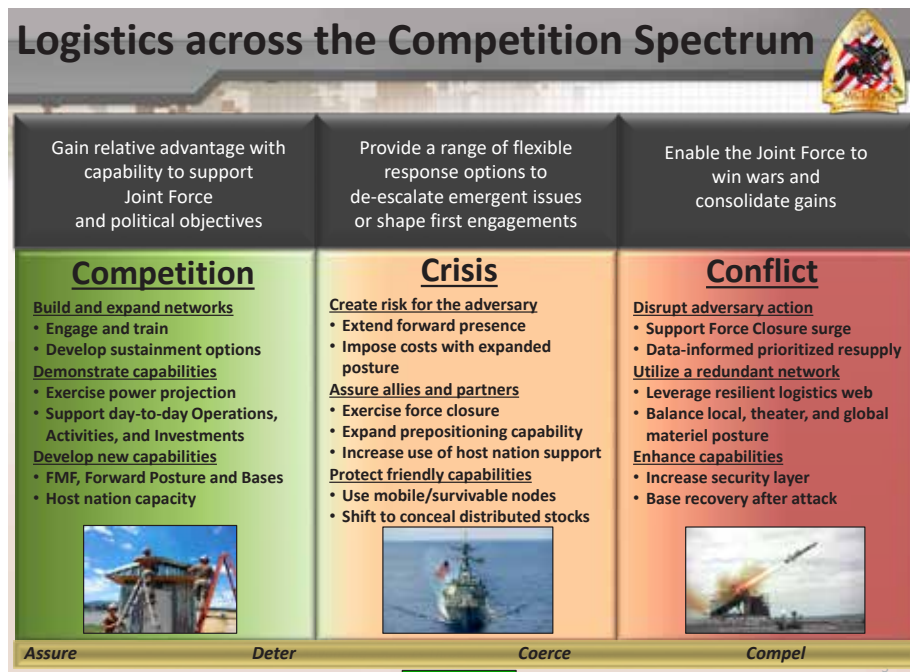 Logistics across the Competition Spectrum
Gain relative advantage with
capability to support
Joint Force
and political objectives
Provide a range of flexible
response options to
de-escalate emergent issues
or shape first engagements
Enable the Joint Force to
win wars and
consolidate gains
Competition
Build and expand networks
• Engage and train
• Develop sustainment options
Demonstrate capabilities
• Exercise power projection
• Support day-to-day Operations,
Activities, and Investments
Develop new capabilities
• FMF, Forward Posture and Bases
• Host nation capacity
Crisis
Create risk for the adversary
• Extend forward presence
• Impose costs with expanded
posture
Assure allies and partners
• Exercise force closure
• Expand prepositioning capability
• Increase use of host nation support
Protect friendly capabilities
• Use mobile/survivable nodes
• Shift to conceal distributed stocks
Conflict
Disrupt adversary action
• Support Force Closure surge
• Data-informed prioritized resupply
Utilize a redundant network
• Leverage resilient logistics web
• Balance local, theater, and global
materiel posture
Enhance capabilities
• Increase security layer
• Base recovery after attack
Assure Deter Coerce Compel